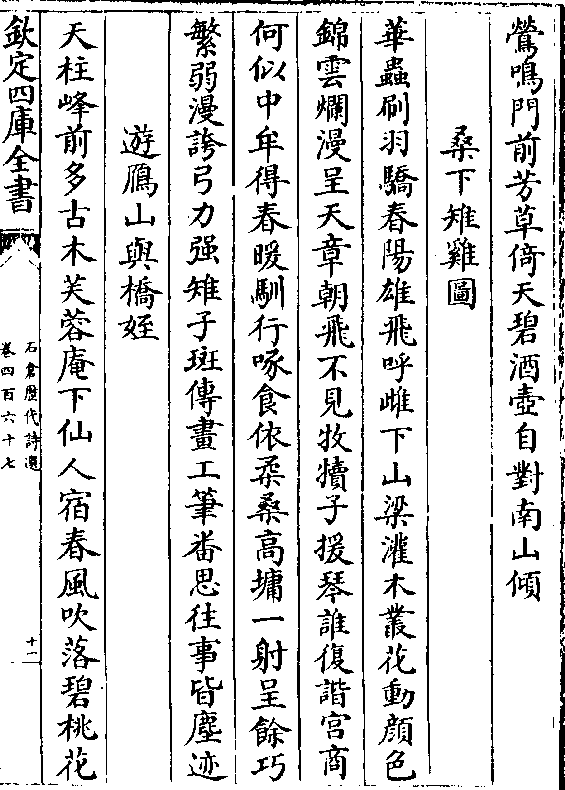 鶯鳴門前芳草倚天碧酒壺自對南山傾
桑下雉雞圖
華蟲刷羽驕春陽雄飛呼雌下山梁灌木叢花動顔色
錦雲爛漫呈天章朝飛不見牧犢子援琴誰復諧宫商
何似中牟得春暖馴行啄食依柔桑高墉一射呈餘巧
繁弱漫誇弓力强雉子斑傳畫工筆畨思往事皆塵迹
遊鴈山與橋姪
天柱峰前多古木芙蓉庵下仙人宿春風吹落碧桃花
欽定四庫全書
石倉歷代詩選
卷四百六十七
十一